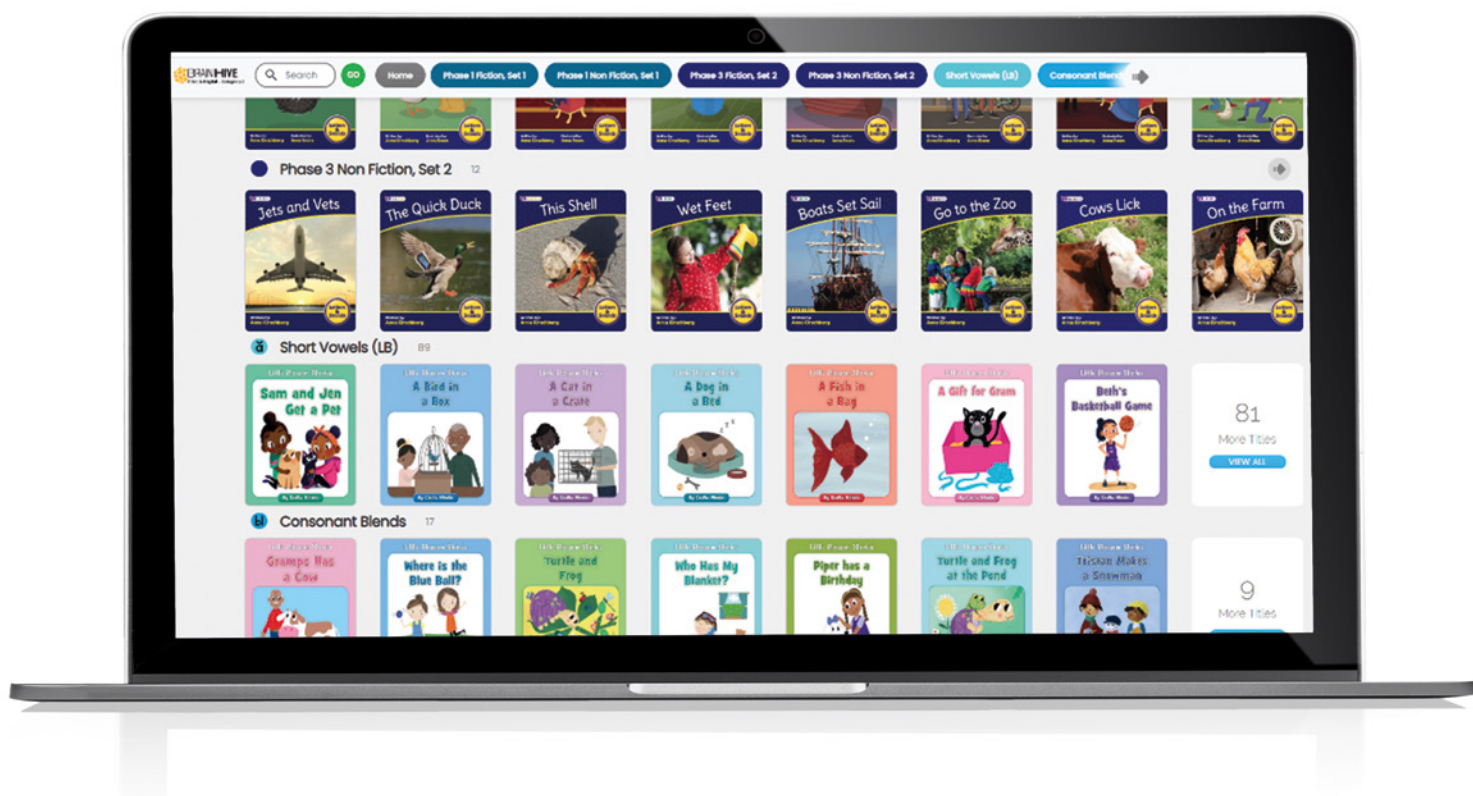 BRAINHIVE
Search GO Home Phase 1 Fiction, Set 1 Phase 1 Non Fiction, Set 1 Phase 3 Fiction, Set 2 Phase 3 Non Fiction, Set 2 Short Vowels (LB) Consonant Blends
Phase 3 Non Fiction, Set 2 12
Jets and Vets
The Quick Duck
This Shell
Wet Feet
Boats Set Sail
Go to the Zoo
Cows Lick
On the Farm
ă Short Vowels (LB) 89
Sam and Jen
Get a Pet
A Bird in
a Box
A Cat in
a Crate
A Dog in
a Bed
A Fish in
a Bag
A Gift for Gram
Beth's
Basketball Game
81
More Titles
VIEW ALL
bl Consonant Blends 17
Gramps Has
a Cow
Where is the
Blue Ball?
Turtle and
Frog
Who Has My
Blanket?
Piper has a
Birthday
Turtle and Frog
at the Pond
Tristan Makes
a Snowman
9
More Titles